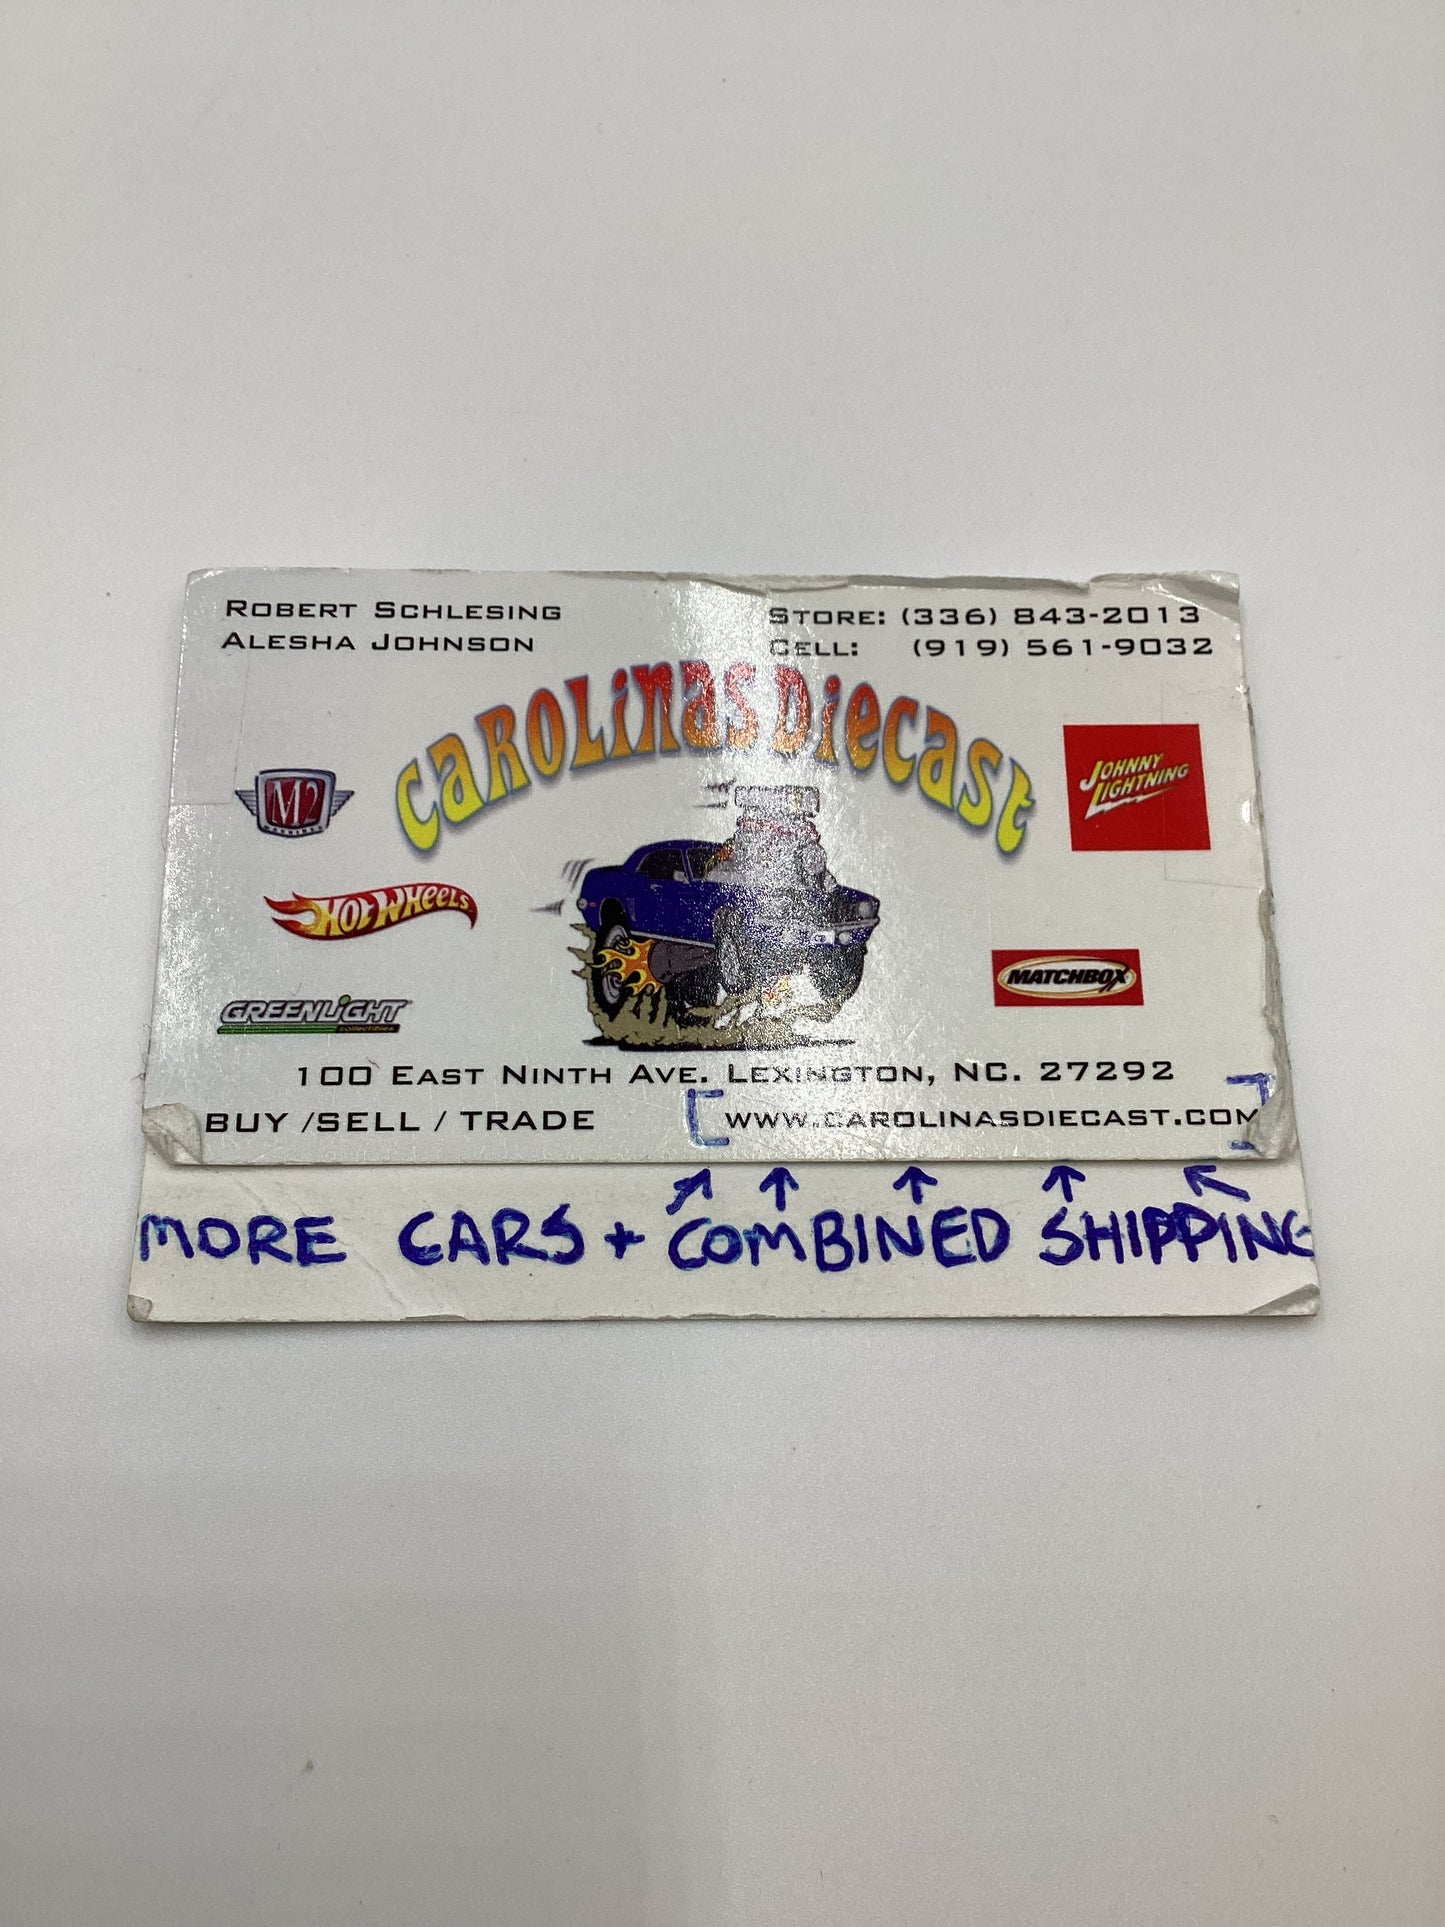 ROBERT SCHLESING
ALESHA JOHNSON
STORE: (336) 843-2013
CELL: (919) 561-9032
CAROLINAS DIECAST
M2
MACHINES
JOHNNY
LIGHTNING
HOT WHEELS
MATCHBOX
GREENLIGHT
collectibles
100 EAST NINTH AVE. LEXINGTON, NC. 27292
BUY /SELL / TRADE [WWW.CAROLINASDIECAST.COM]
↗ ↑ ↑ ↑ ↖
MORE CARS + COMBINED SHIPPING